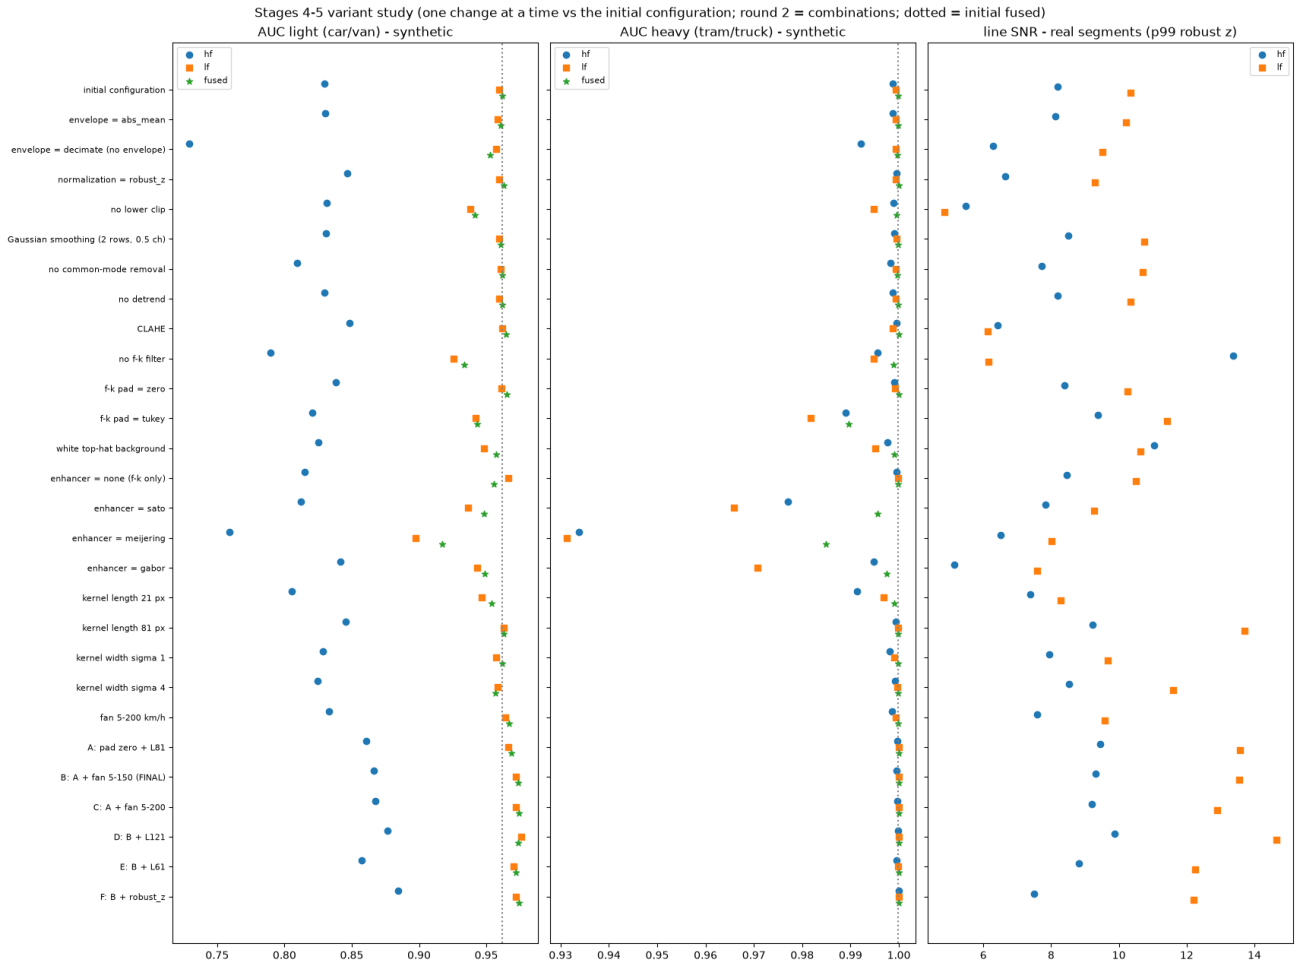 Stages 4-5 variant study (one change at a time vs the initial configuration; round 2 = combinations; dotted = initial fused)
AUC light (car/van) - synthetic
AUC heavy (tram/truck) - synthetic
line SNR - real segments (p99 robust z)
hf
lf
fused
hf
lf
fused
hf
lf
initial configuration
envelope = abs_mean
envelope = decimate (no envelope)
normalization = robust_z
no lower clip
Gaussian smoothing (2 rows, 0.5 ch)
no common-mode removal
no detrend
CLAHE
no f-k filter
f-k pad = zero
f-k pad = tukey
white top-hat background
enhancer = none (f-k only)
enhancer = sato
enhancer = meijering
enhancer = gabor
kernel length 21 px
kernel length 81 px
kernel width sigma 1
kernel width sigma 4
fan 5-200 km/h
A: pad zero + L81
B: A + fan 5-150 (FINAL)
C: A + fan 5-200
D: B + L121
E: B + L61
F: B + robust_z
0.75 0.80 0.85 0.90 0.95
0.93 0.94 0.95 0.96 0.97 0.98 0.99 1.00
6 8 10 12 14